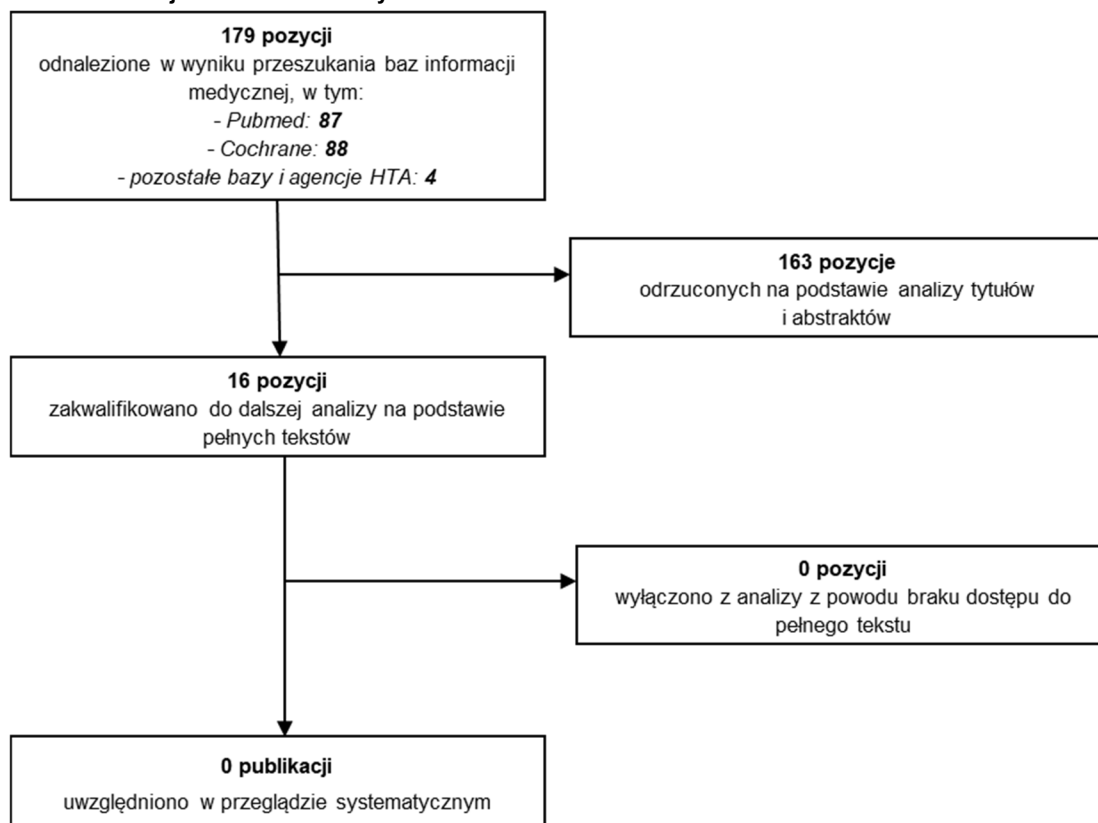 179 pozycji
odnalezione w wyniku przeszukania baz informacji
medycznej, w tym:
- Pubmed: 87
- Cochrane: 88
- pozostałe bazy i agencje HTA: 4
163 pozycje
odrzuconych na podstawie analizy tytułów
i abstraktów
16 pozycji
zakwalifikowano do dalszej analizy na podstawie
pełnych tekstów
0 pozycji
wyłączono z analizy z powodu braku dostępu do
pełnego tekstu
0 publikacji
uwzględniono w przeglądzie systematycznym